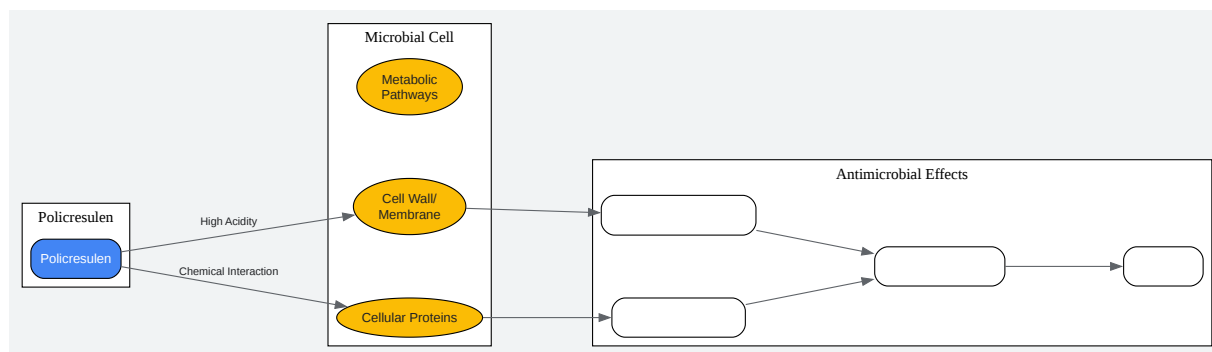 Microbial Cell
Metabolic
Pathways
Antimicrobial Effects
Cell Wall/
Membrane
Policresulen
High Acidity
Policresulen
Chemical Interaction
Cellular Proteins